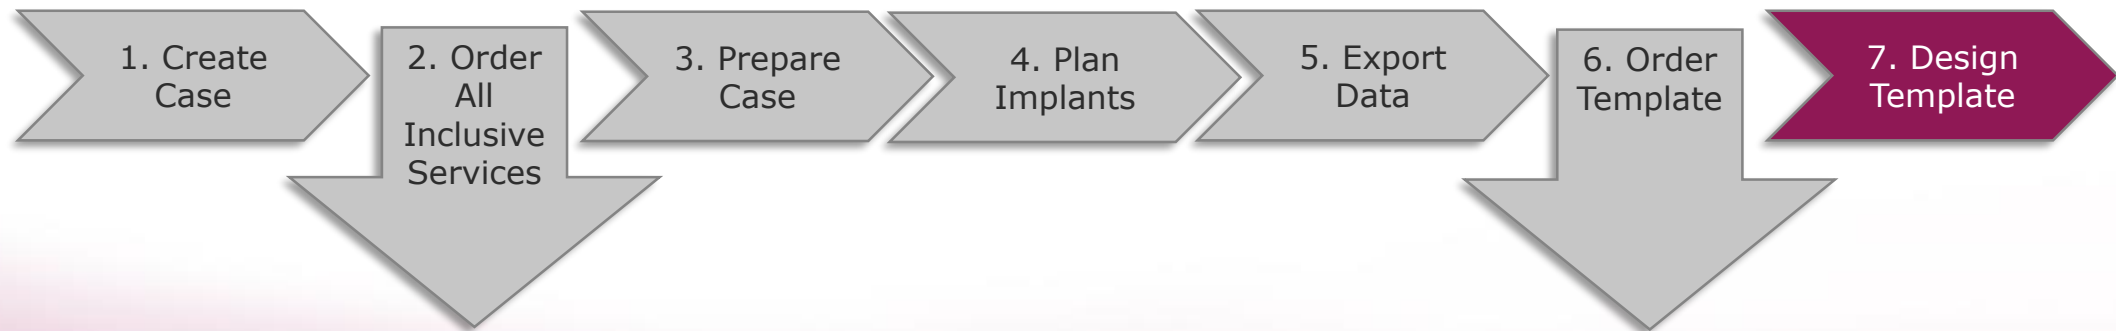 1. Create
Case
2. Order
All
Inclusive
Services
3. Prepare
Case
4. Plan
Implants
5. Export
Data
6. Order
Template
7. Design
Template